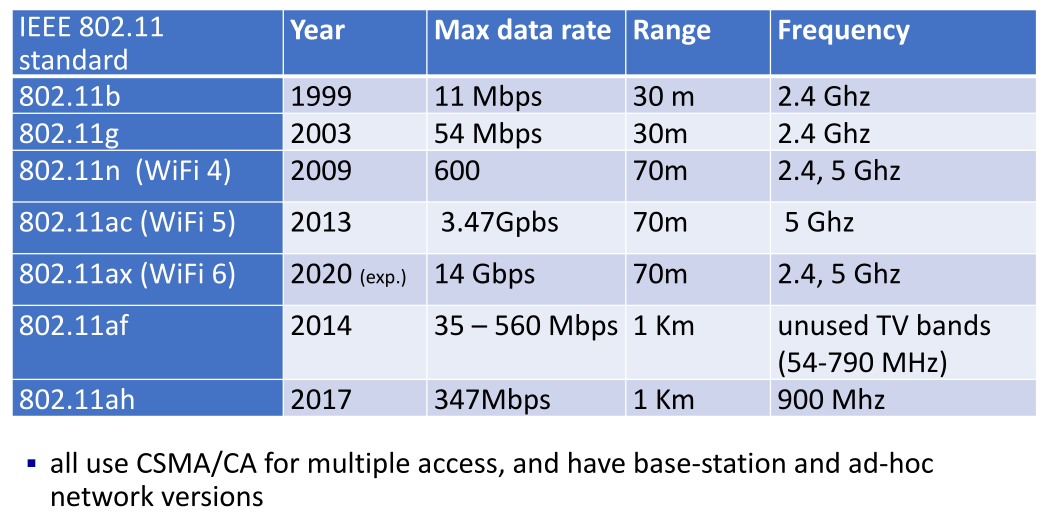 IEEE 802.11 standard Year Max data rate Range Frequency
802.11b 1999 11 Mbps 30 m 2.4 Ghz
802.11g 2003 54 Mbps 30m 2.4 Ghz
802.11n (WiFi 4) 2009 600 70m 2.4, 5 Ghz
802.11ac (WiFi 5) 2013 3.47Gpbs 70m 5 Ghz
802.11ax (WiFi 6) 2020 (exp.) 14 Gbps 70m 2.4, 5 Ghz
802.11af 2014 35 – 560 Mbps 1 Km unused TV bands
(54-790 MHz)
802.11ah 2017 347Mbps 1 Km 900 Mhz
▪ all use CSMA/CA for multiple access, and have base-station and ad-hoc
network versions